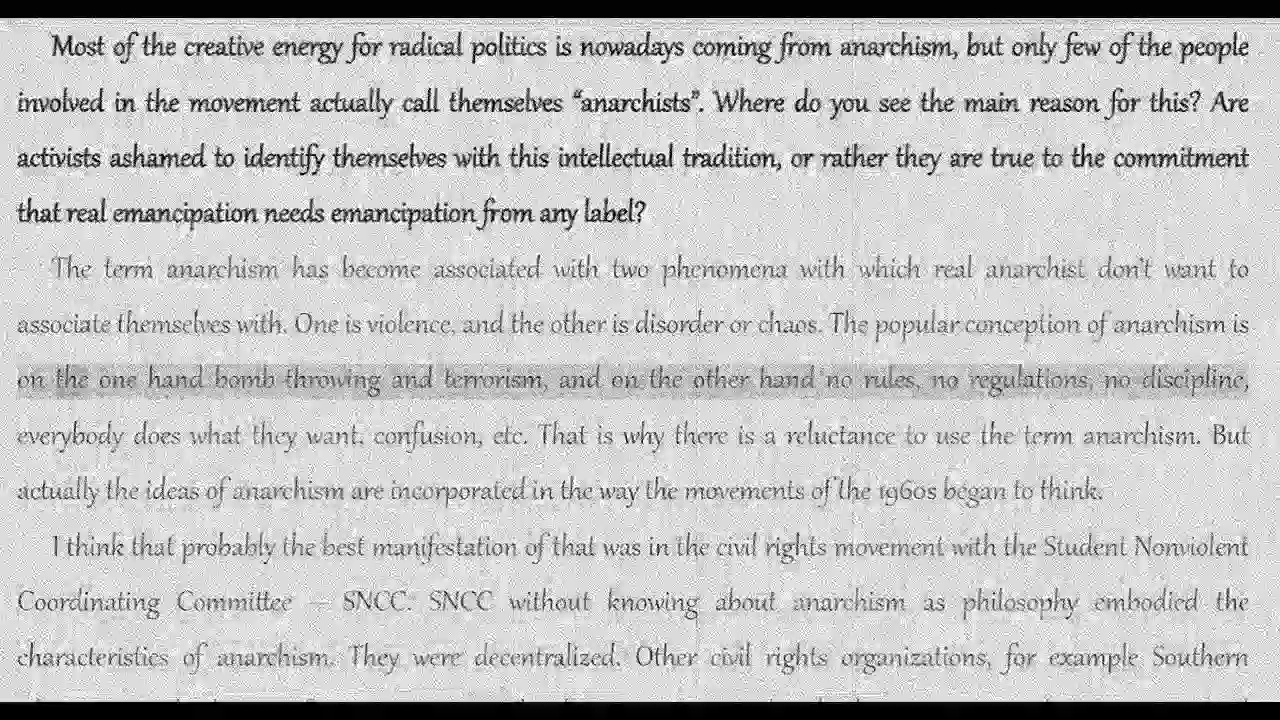 Most of the creative energy for radical politics is nowadays coming from anarchism, but only few of the people
involved in the movement actually call themselves “anarchists”. Where do you see the main reason for this? Are
activists ashamed to identify themselves with this intellectual tradition, or rather they are true to the commitment
that real emancipation needs emancipation from any label?
The term anarchism has become associated with two phenomena with which real anarchist don't want to
associate themselves with. One is violence, and the other is disorder or chaos. The popular conception of anarchism is
on the one hand bomb throwing and terrorism, and on the other hand no rules, no regulations, no discipline,
everybody does what they want, confusion, etc. That is why there is a reluctance to use the term anarchism. But
actually the ideas of anarchism are incorporated in the way the movements of the 1960s began to think.
I think that probably the best manifestation of that was in the civil rights movement with the Student Nonviolent
Coordinating Committee – SNCC. SNCC without knowing about anarchism as philosophy embodied the
characteristics of anarchism. They were decentralized. Other civil rights organizations, for example Southern